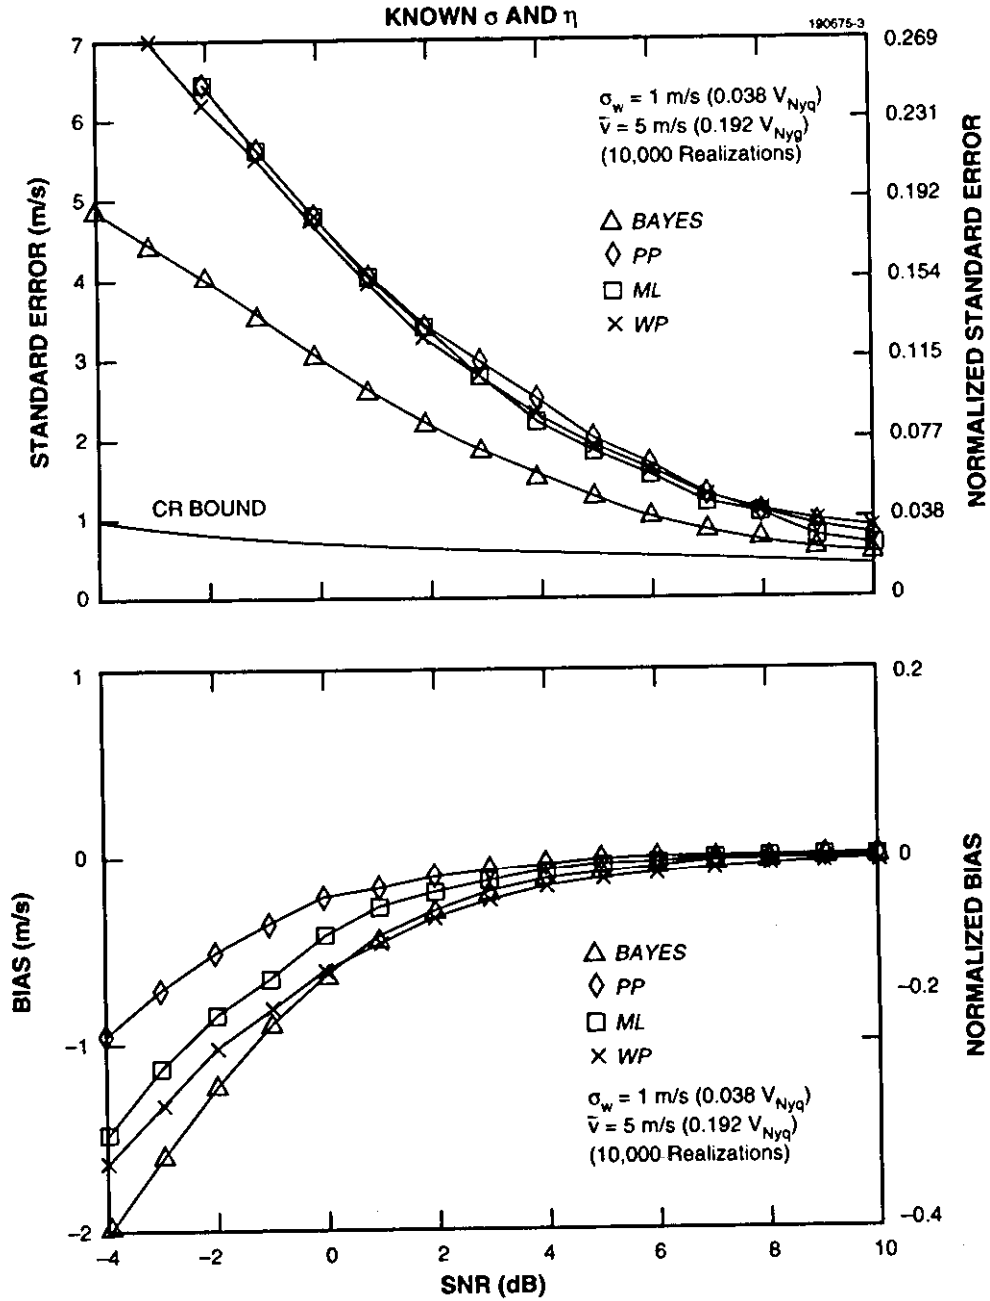 KNOWN σ AND η
190675-3
7
6
5
4
3
2
1
0
STANDARD ERROR (m/s)
σw = 1 m/s (0.038 VNyq)
v̄ = 5 m/s (0.192 VNyg)
(10,000 Realizations)
BAYES
PP
ML
WP
CR BOUND
0.269
0.231
0.192
0.154
0.115
0.077
0.038
0
NORMALIZED STANDARD ERROR
1
0
−1
−2
BIAS (m/s)
BAYES
PP
ML
WP
σw = 1 m/s (0.038 VNyq)
v̄ = 5 m/s (0.192 VNyq)
(10,000 Realizations)
0.2
0
−0.2
−0.4
NORMALIZED BIAS
−4 −2 0 2 4 6 8 10
SNR (dB)